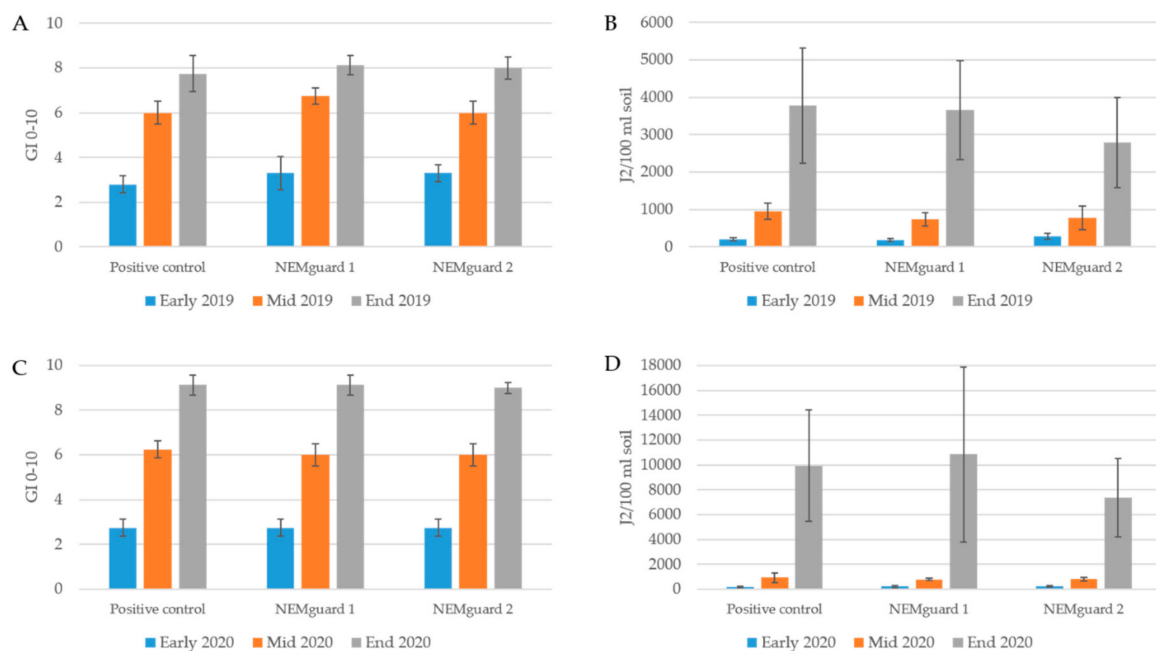 A
10
8
6
4
2
0
GI 0-10
Positive control NEMguard 1 NEMguard 2
Early 2019 Mid 2019 End 2019
B
6000
5000
4000
3000
2000
1000
0
J2/100 ml soil
Positive control NEMguard 1 NEMguard 2
Early 2019 Mid 2019 End 2019
C
10
8
6
4
2
0
GI 0-10
Positive control NEMguard 1 NEMguard 2
Early 2020 Mid 2020 End 2020
D
18000
16000
14000
12000
10000
8000
6000
4000
2000
0
J2/100 ml soil
Positive control NEMguard 1 NEMguard 2
Early 2020 Mid 2020 End 2020